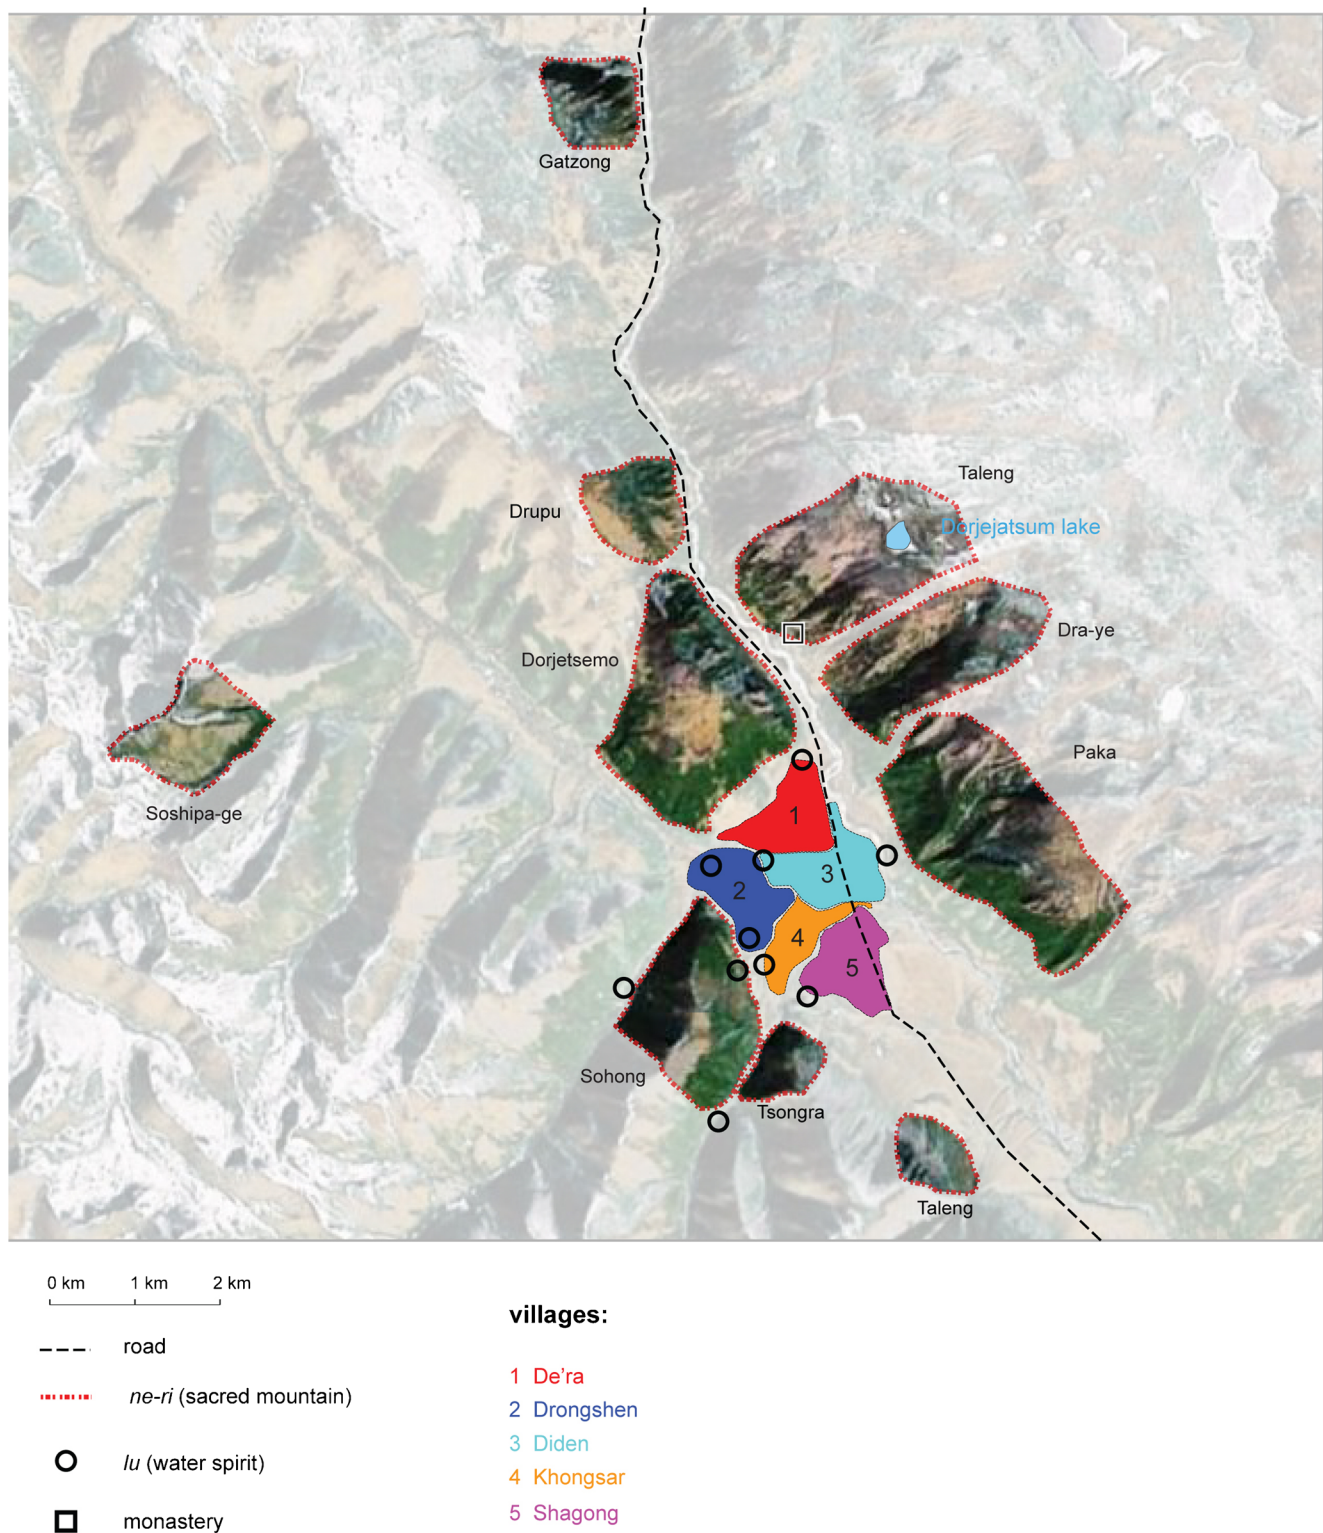 Gatzong
Taleng
Drupu
Dorjejatsum lake
Dra-ye
Dorjetsemo
Paka
Soshipa-ge
1
3
2
4
5
Sohong
Tsongra
Taleng
0 km 1 km 2 km
road
ne-ri (sacred mountain)
lu (water spirit)
monastery
villages:
1 De’ra
2 Drongshen
3 Diden
4 Khongsar
5 Shagong